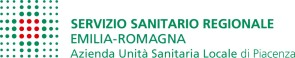 SERVIZIO SANITARIO REGIONALE
EMILIA-ROMAGNA
Azienda Unità Sanitaria Locale di Piacenza